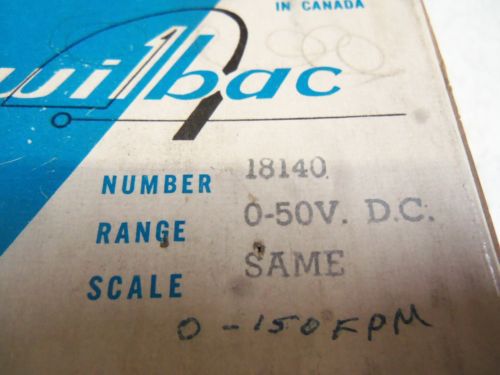 IN CANADA
wilbac
NUMBER 18140
RANGE 0-50V. D.C.
SCALE SAME
0-150 FPM